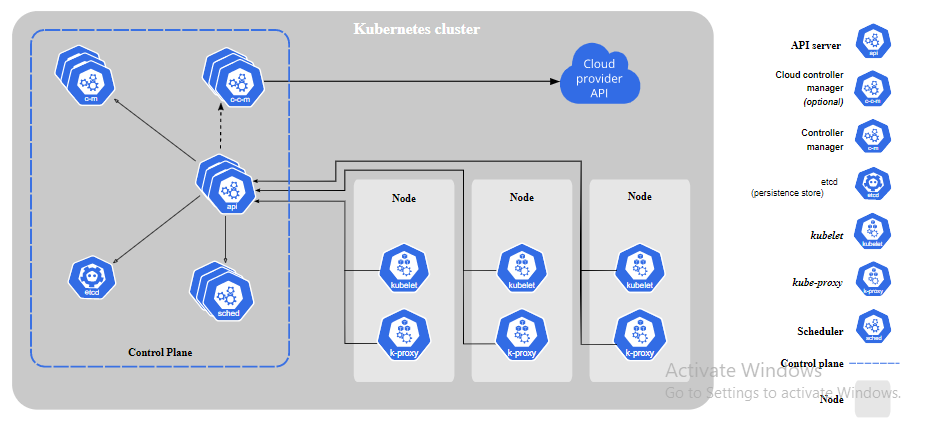 Kubernetes cluster
c-m
c-c-m
Cloud
provider
API
api
etcd
sched
Control Plane
Node
kubelet
k-proxy
Node
kubelet
k-proxy
Node
kubelet
k-proxy
API server
api
Cloud controller
manager
(optional)
c-c-m
Controller
manager
c-m
etcd
(persistence store)
etcd
kubelet
kubelet
kube-proxy
k-proxy
Scheduler
sched
Control plane
Node
Activate Windows
Go to Settings to activate Windows.